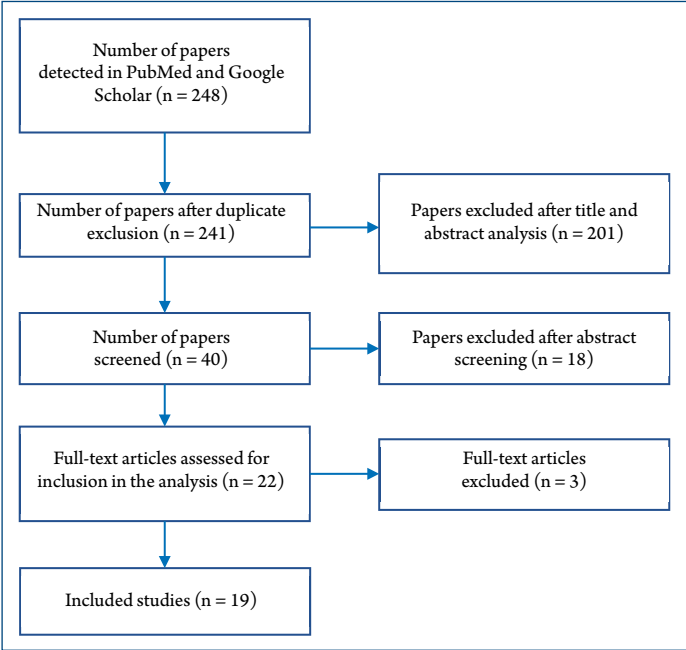 Number of papers
detected in PubMed and Google
Scholar (n = 248)
Number of papers after duplicate
exclusion (n = 241)
Papers excluded after title and
abstract analysis (n = 201)
Number of papers
screened (n = 40)
Papers excluded after abstract
screening (n = 18)
Full-text articles assessed for
inclusion in the analysis (n = 22)
Full-text articles
excluded (n = 3)
Included studies (n = 19)